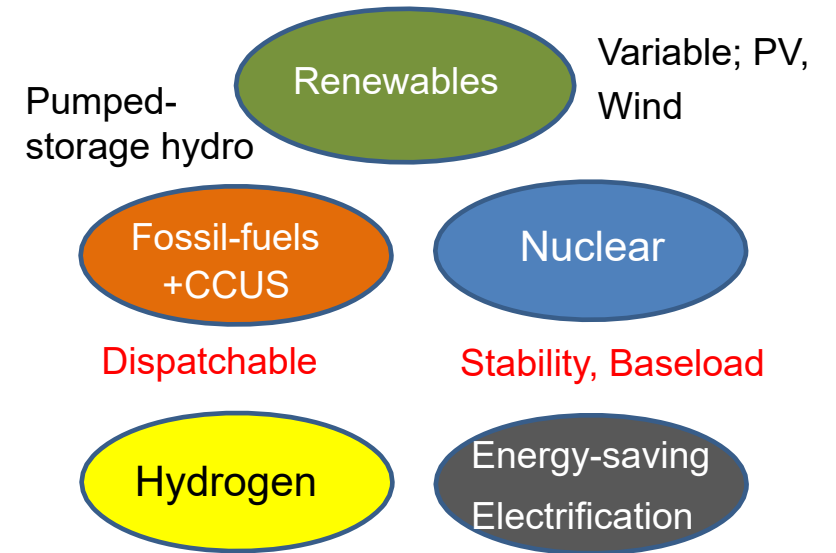 Renewables
Variable; PV,
Wind
Pumped-
storage hydro
Fossil-fuels
+CCUS
Nuclear
Dispatchable
Stability, Baseload
Hydrogen
Energy-saving
Electrification